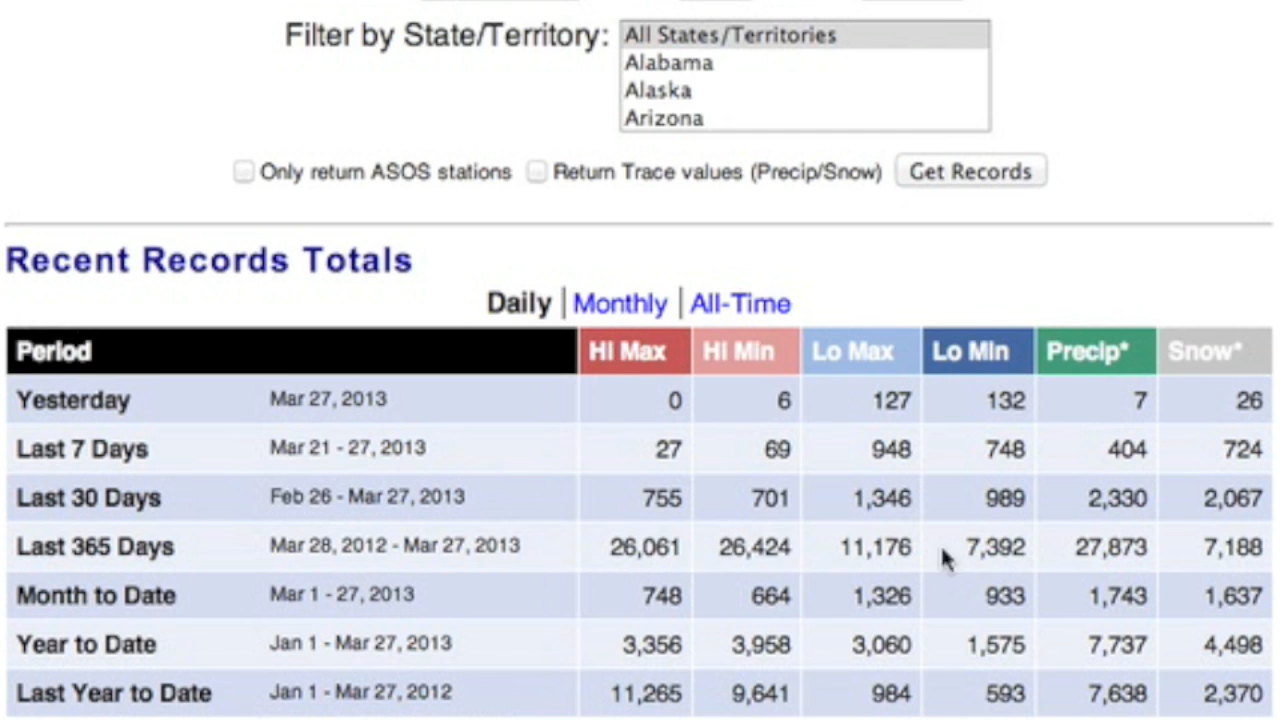 Filter by State/Territory:
All States/Territories
Alabama
Alaska
Arizona
Only return ASOS stations Return Trace values (Precip/Snow) Get Records
Recent Records Totals
Daily | Monthly | All-Time
Period Hi Max Hi Min Lo Max Lo Min Precip* Snow*
Yesterday Mar 27, 2013 0 6 127 132 7 26
Last 7 Days Mar 21 - 27, 2013 27 69 948 748 404 724
Last 30 Days Feb 26 - Mar 27, 2013 755 701 1,346 989 2,330 2,067
Last 365 Days Mar 28, 2012 - Mar 27, 2013 26,061 26,424 11,176 7,392 27,873 7,188
Month to Date Mar 1 - 27, 2013 748 664 1,326 933 1,743 1,637
Year to Date Jan 1 - Mar 27, 2013 3,356 3,958 3,060 1,575 7,737 4,498
Last Year to Date Jan 1 - Mar 27, 2012 11,265 9,641 984 593 7,638 2,370